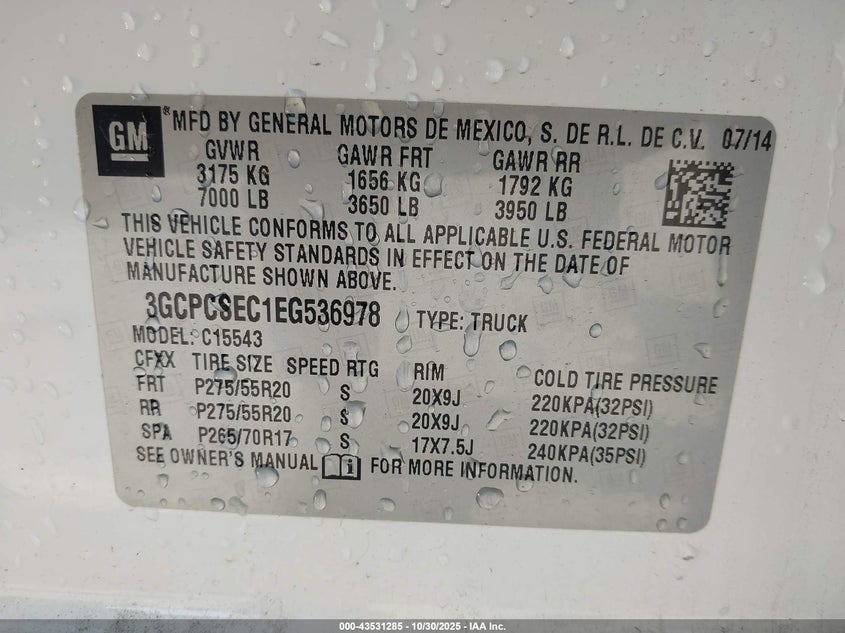 GM
*MFD BY GENERAL MOTORS DE MEXICO, S. DE R.L. DE C.V. 07/14
GVWR GAWR FRT GAWR RR
3175 KG 1656 KG 1792 KG
7000 LB 3650 LB 3950 LB
THIS VEHICLE CONFORMS TO ALL APPLICABLE U.S. FEDERAL MOTOR
VEHICLE SAFETY STANDARDS IN EFFECT ON THE DATE OF
MANUFACTURE SHOWN ABOVE.
3GCPCSEC1EG536978 TYPE: TRUCK
MODEL: C15543
CFXX TIRE SIZE SPEED RTG RIM COLD TIRE PRESSURE
FRT P275/55R20 S 20X9J 220KPA(32PSI)
RR P275/55R20 S 20X9J 220KPA(32PSI)
SPA P265/70R17 S 17X7.5J 240KPA(35PSI)
SEE OWNER'S MANUAL i FOR MORE INFORMATION.
000-43531285 - 10/30/2025 - IAA Inc.